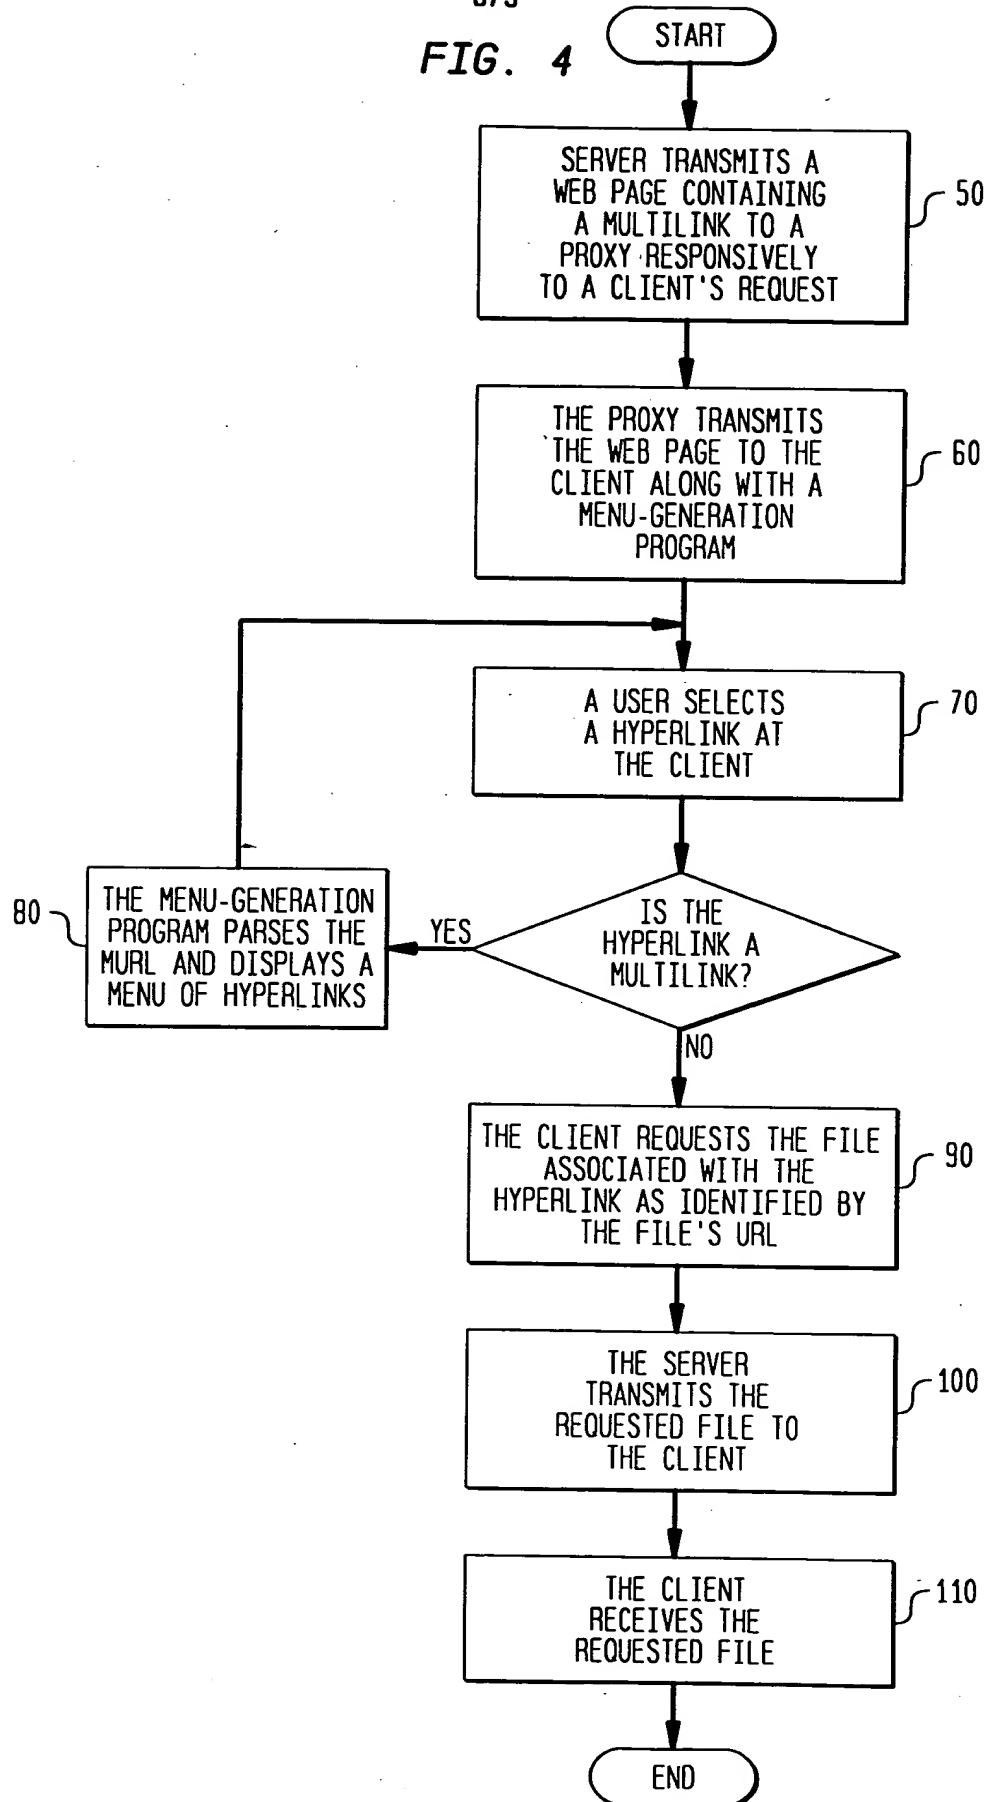 FIG. 4
START
SERVER TRANSMITS A
WEB PAGE CONTAINING
A MULTILINK TO A
PROXY RESPONSIVELY
TO A CLIENT'S REQUEST
50
THE PROXY TRANSMITS
THE WEB PAGE TO THE
CLIENT ALONG WITH A
MENU-GENERATION
PROGRAM
60
A USER SELECTS
A HYPERLINK AT
THE CLIENT
70
IS THE
HYPERLINK A
MULTILINK?
YES
80
THE MENU-GENERATION
PROGRAM PARSES THE
MURL AND DISPLAYS A
MENU OF HYPERLINKS
NO
THE CLIENT REQUESTS THE FILE
ASSOCIATED WITH THE
HYPERLINK AS IDENTIFIED BY
THE FILE'S URL
90
THE SERVER
TRANSMITS THE
REQUESTED FILE TO
THE CLIENT
100
THE CLIENT
RECEIVES THE
REQUESTED FILE
110
END